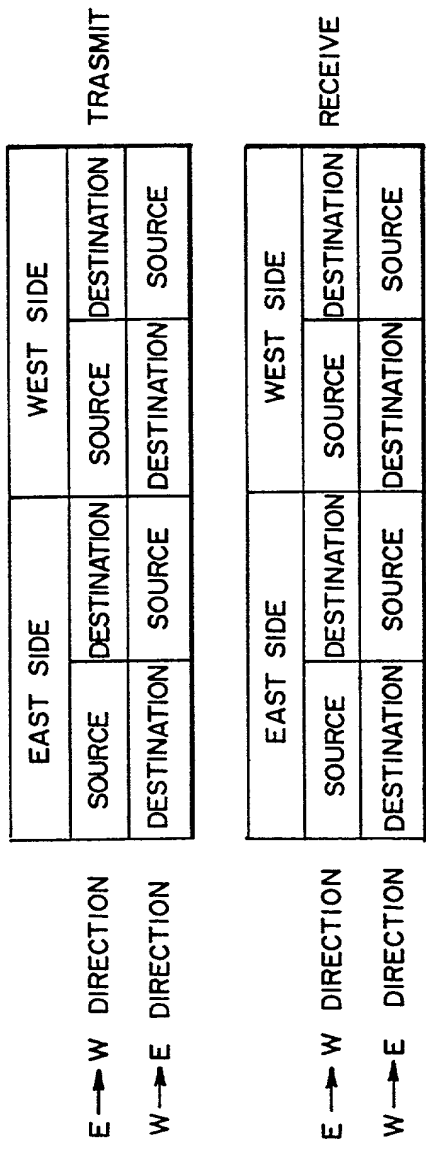 EAST SIDE WEST SIDE
E → W DIRECTION SOURCE DESTINATION SOURCE DESTINATION TRASMIT
W → E DIRECTION DESTINATION SOURCE DESTINATION SOURCE
EAST SIDE WEST SIDE
E → W DIRECTION SOURCE DESTINATION SOURCE DESTINATION RECEIVE
W → E DIRECTION DESTINATION SOURCE DESTINATION SOURCE